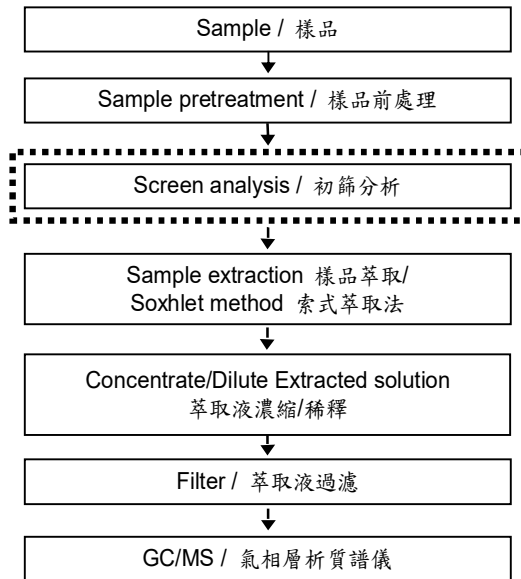 Sample / 樣品
Sample pretreatment / 樣品前處理
Screen analysis / 初篩分析
Sample extraction 樣品萃取/
Soxhlet method 索式萃取法
Concentrate/Dilute Extracted solution
萃取液濃縮/稀釋
Filter / 萃取液過濾
GC/MS / 氣相層析質譜儀